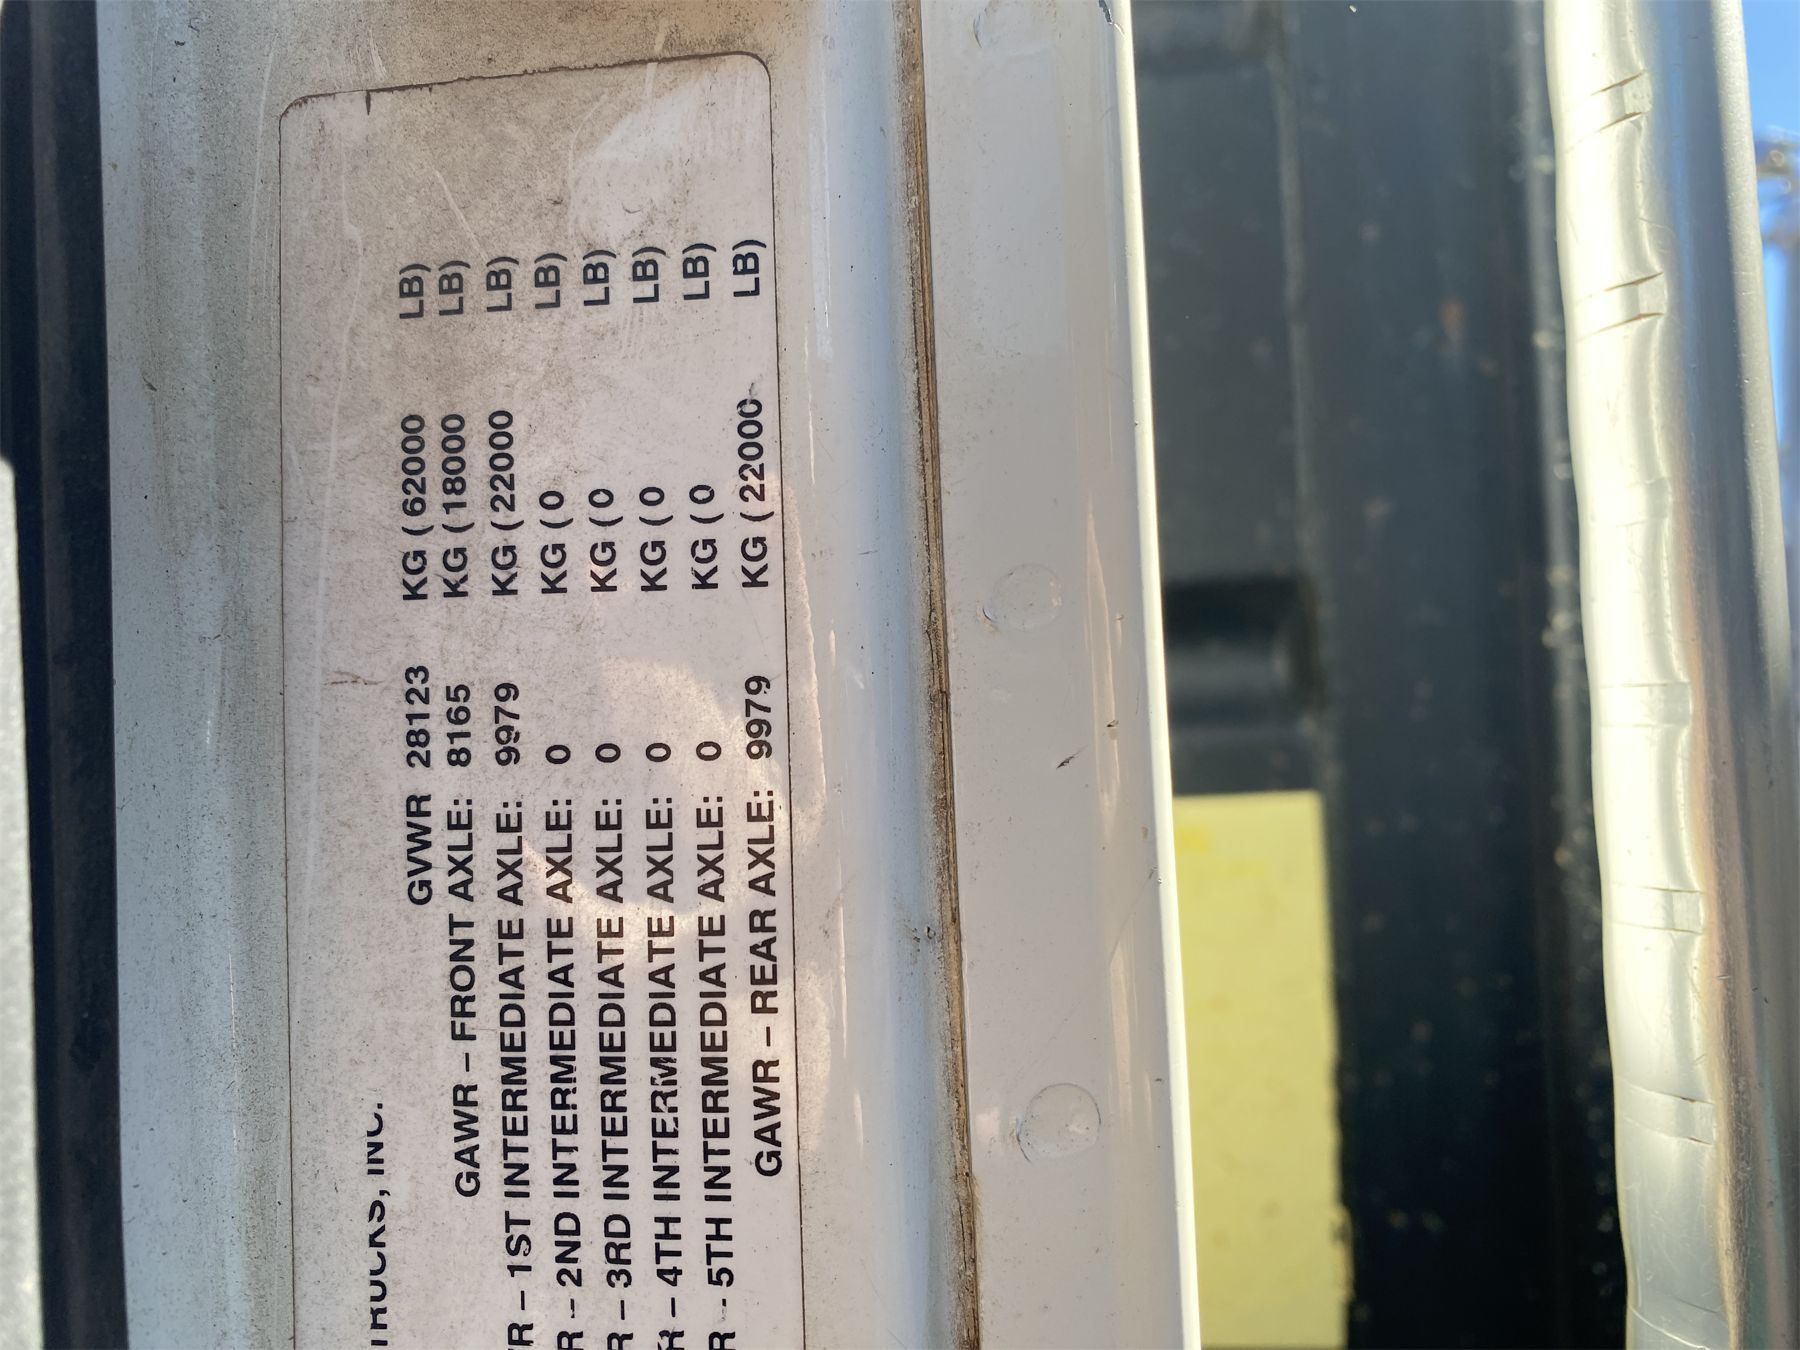 TRUCKS, INC.
GVWR 28123 KG (62000 LB)
GAWR – FRONT AXLE: 8165 KG (18000 LB)
R – 1ST INTERMEDIATE AXLE: 9979 KG (22000 LB)
R – 2ND INTERMEDIATE AXLE: 0 KG (0 LB)
R – 3RD INTERMEDIATE AXLE: 0 KG (0 LB)
R – 4TH INTERMEDIATE AXLE: 0 KG (0 LB)
R – 5TH INTERMEDIATE AXLE: 0 KG (0 LB)
GAWR – REAR AXLE: 9979 KG (22000 LB)